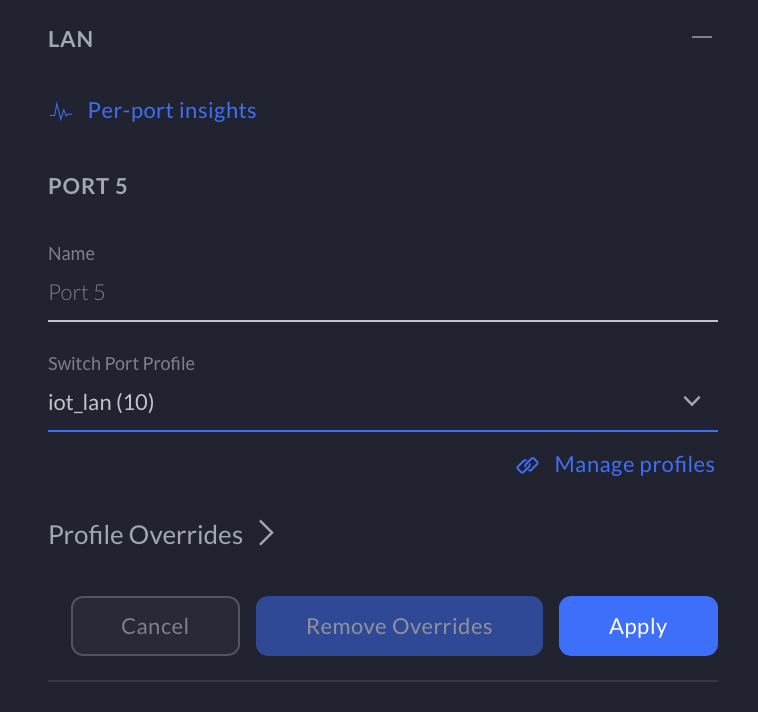 LAN
Per-port insights
PORT 5
Name
Port 5
Switch Port Profile
iot_lan (10)
Manage profiles
Profile Overrides
Cancel Remove Overrides Apply